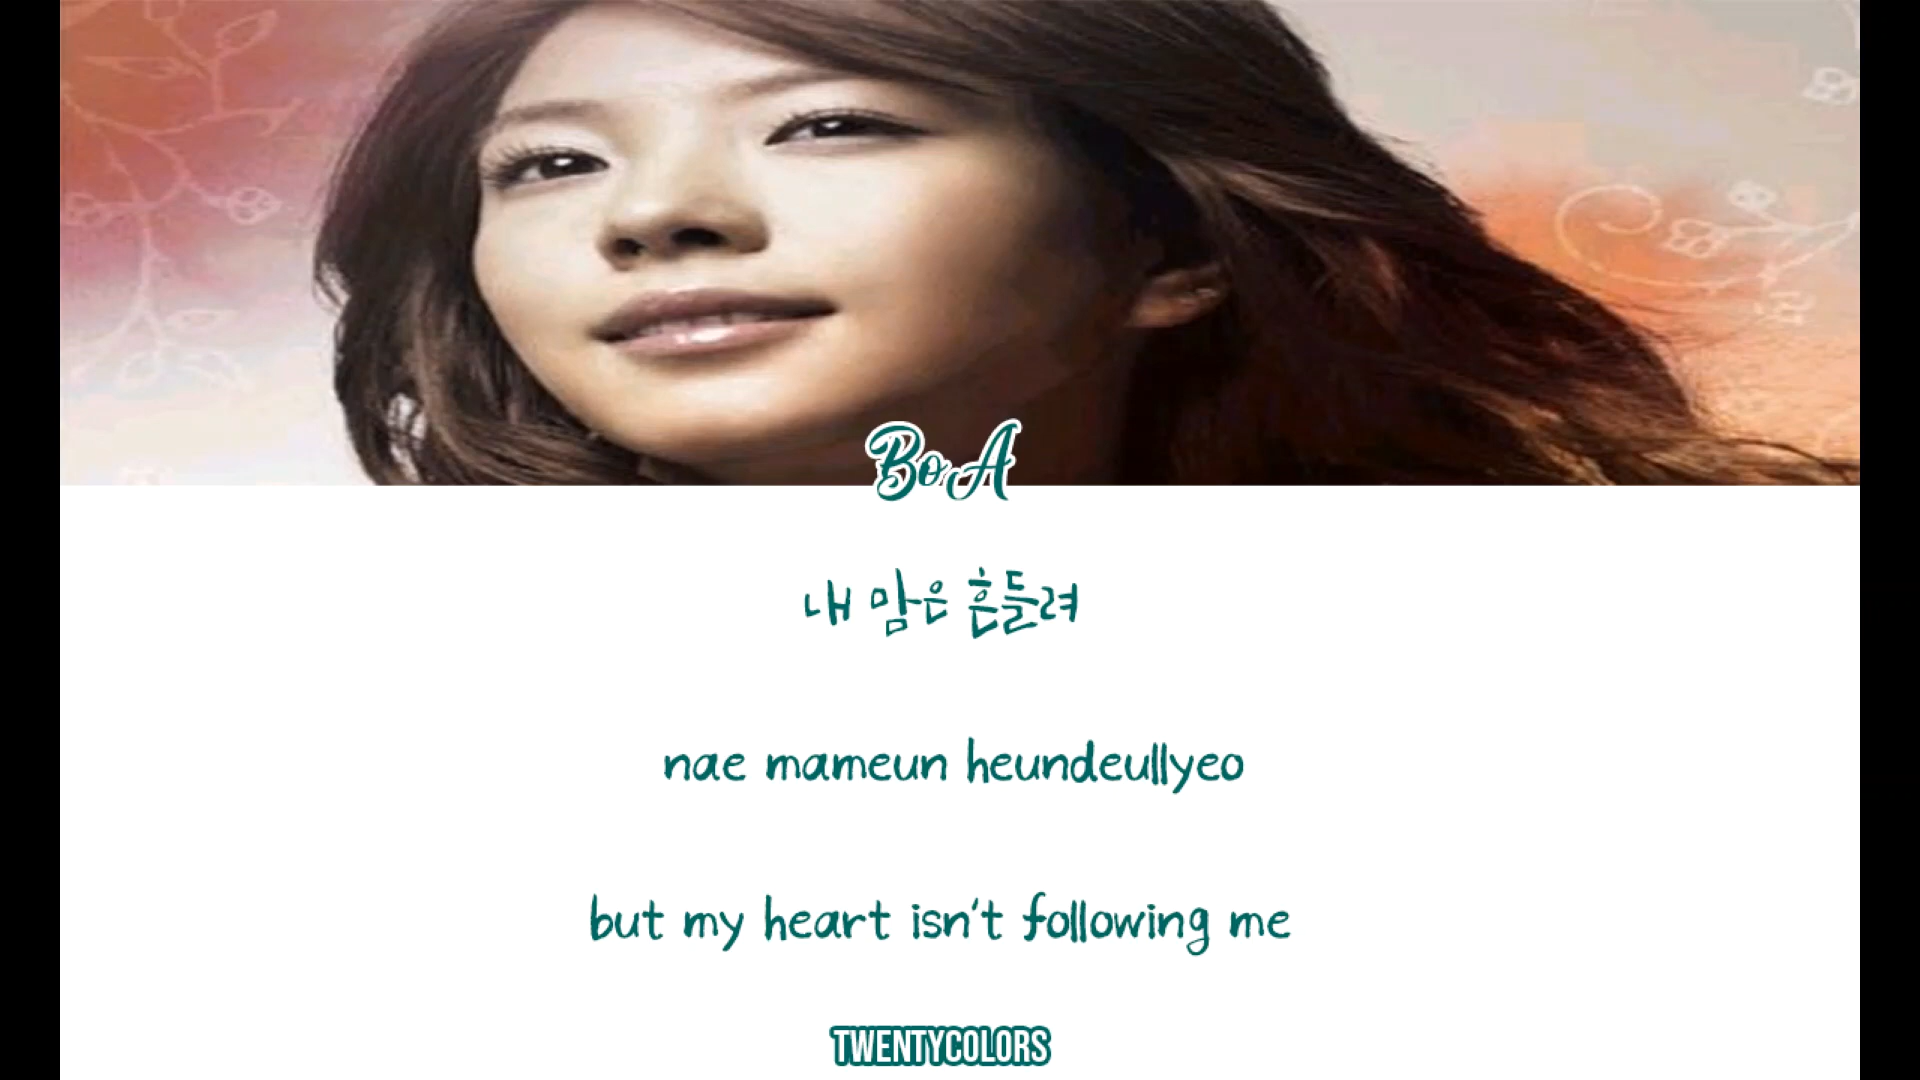 BoA
내 맘은 흔들려
nae mameun heundeullyeo
but my heart isn't following me
TWENTYCOLORS